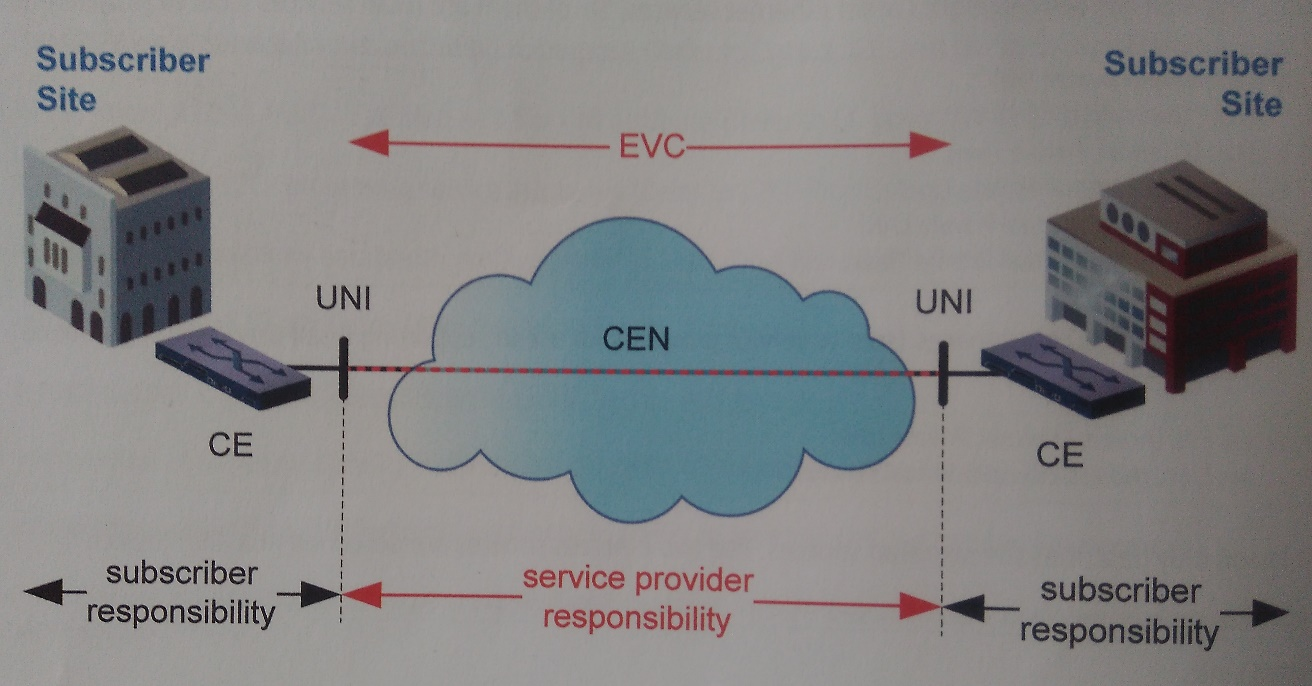 Subscriber
Site
Subscriber
Site
EVC
UNI
UNI
CEN
CE
CE
subscriber
responsibility
service provider
responsibility
subscriber
responsibility